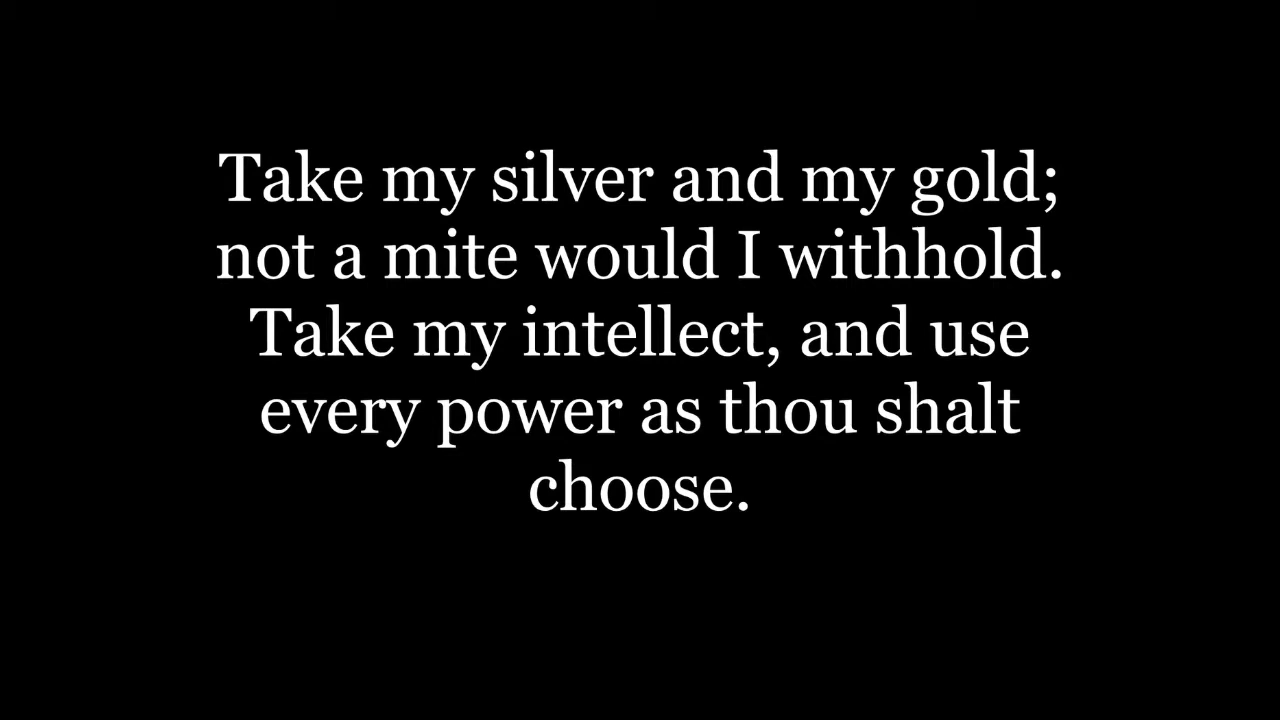 Take my silver and my gold;
not a mite would I withhold.
Take my intellect, and use
every power as thou shalt
choose.